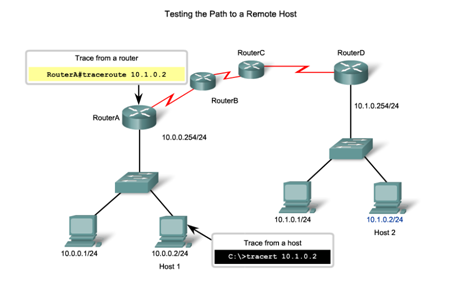 Testing the Path to a Remote Host
Trace from a router
RouterA#traceroute 10.1.0.2
RouterC
RouterD
RouterB
RouterA
10.0.0.254/24
10.1.0.254/24
10.0.0.1/24
10.0.0.2/24
Host 1
10.1.0.1/24
10.1.0.2/24
Host 2
Trace from a host
C:\>tracert 10.1.0.2